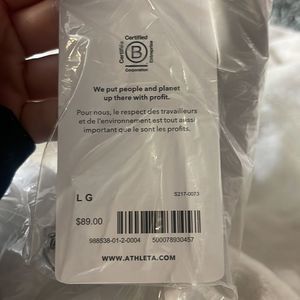 Certified
B
Corporation
Certifiée
Entreprise
We put people and planet
up there with profit.
Pour nous, le respect des travailleurs
et de l'environnement est tout aussi
important que le sont les profits.
L G
S217-0073
$89.00
988538-01-2-0004 500078930457
WWW.ATHLETA.COM